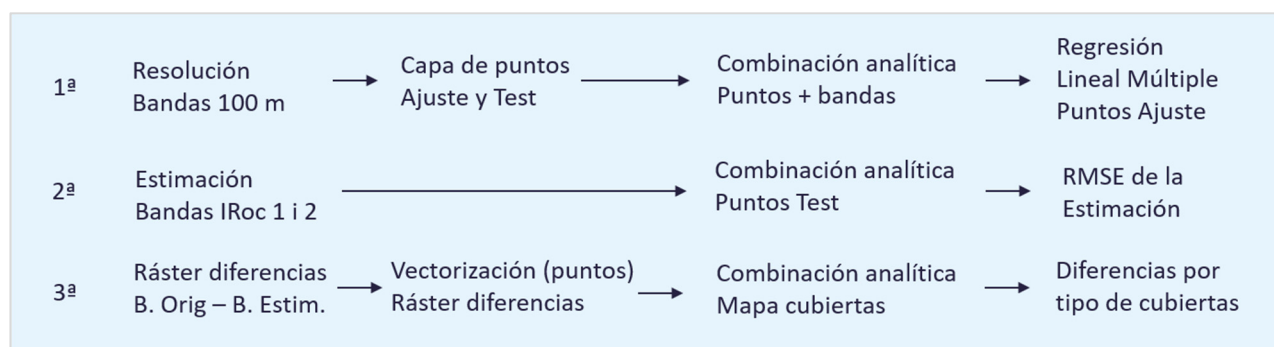 1ª
Resolución
Bandas 100 m
Capa de puntos
Ajuste y Test
Combinación analítica
Puntos + bandas
Regresión
Lineal Múltiple
Puntos Ajuste
2ª
Estimación
Bandas IRoc 1 i 2
Combinación analítica
Puntos Test
RMSE de la
Estimación
3ª
Ráster diferencias
B. Orig – B. Estim.
Vectorización (puntos)
Ráster diferencias
Combinación analítica
Mapa cubiertas
Diferencias por
tipo de cubiertas